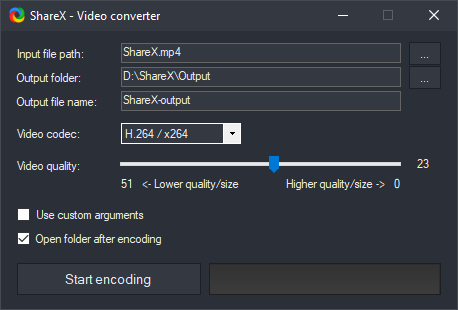 ShareX - Video converter
Input file path: ShareX.mp4 ...
Output folder: D:\ShareX\Output ...
Output file name: ShareX-output
Video codec: H.264 / x264
Video quality: 23
51 <- Lower quality/size Higher quality/size -> 0
Use custom arguments
Open folder after encoding
Start encoding